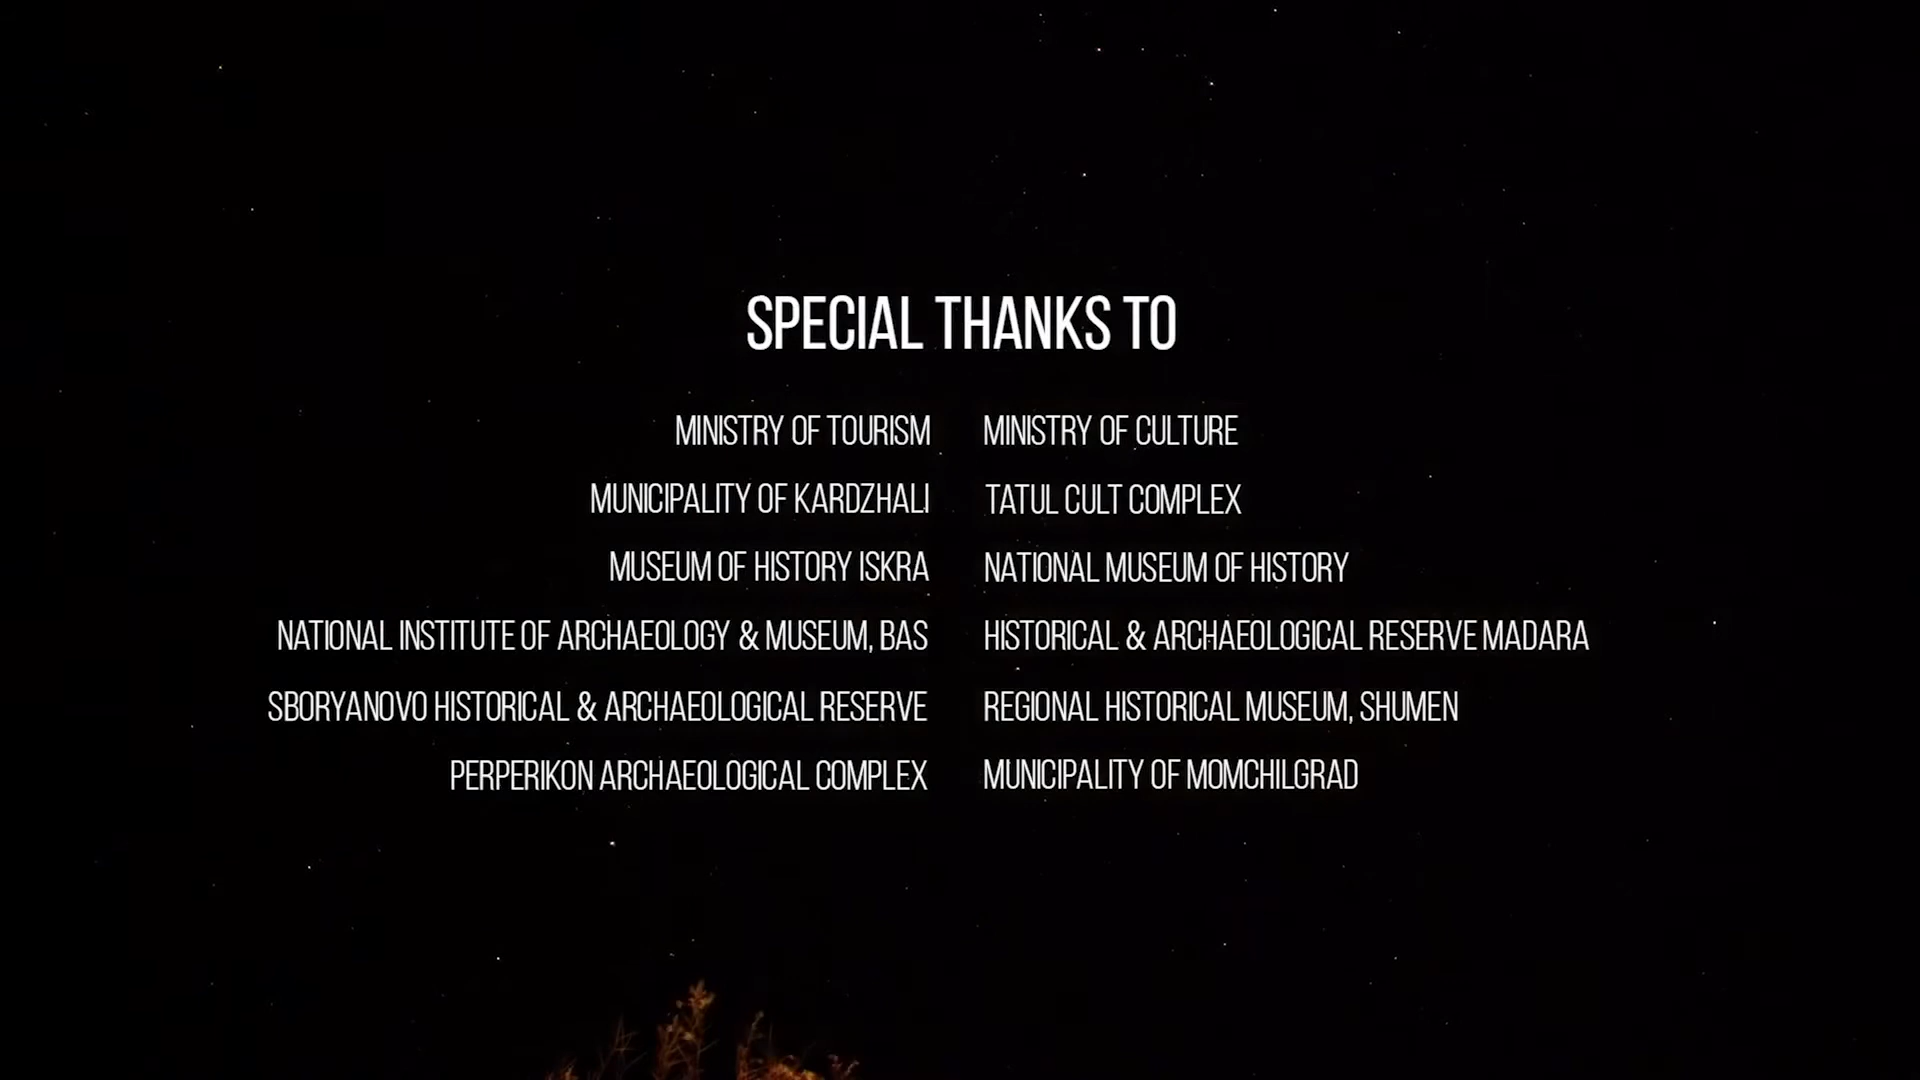 SPECIAL THANKS TO
MINISTRY OF TOURISM
MINISTRY OF CULTURE
MUNICIPALITY OF KARDZHALI
TATUL CULT COMPLEX
MUSEUM OF HISTORY ISKRA
NATIONAL MUSEUM OF HISTORY
NATIONAL INSTITUTE OF ARCHAEOLOGY & MUSEUM, BAS
HISTORICAL & ARCHAEOLOGICAL RESERVE MADARA
SBORYANOVO HISTORICAL & ARCHAEOLOGICAL RESERVE
REGIONAL HISTORICAL MUSEUM, SHUMEN
PERPERIKON ARCHAEOLOGICAL COMPLEX
MUNICIPALITY OF MOMCHILGRAD